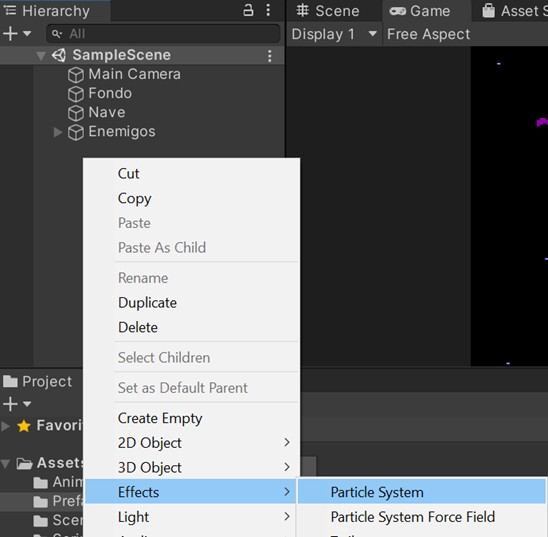 Hierarchy
Scene
Game
Asset S
All
Display 1
Free Aspect
SampleScene
Main Camera
Fondo
Nave
Enemigos
Cut
Copy
Paste
Paste As Child
Rename
Duplicate
Delete
Select Children
Set as Default Parent
Create Empty
2D Object
3D Object
Effects
Light
Particle System
Particle System Force Field
Project
Favori
Assets
Anim
Prefa
Scen